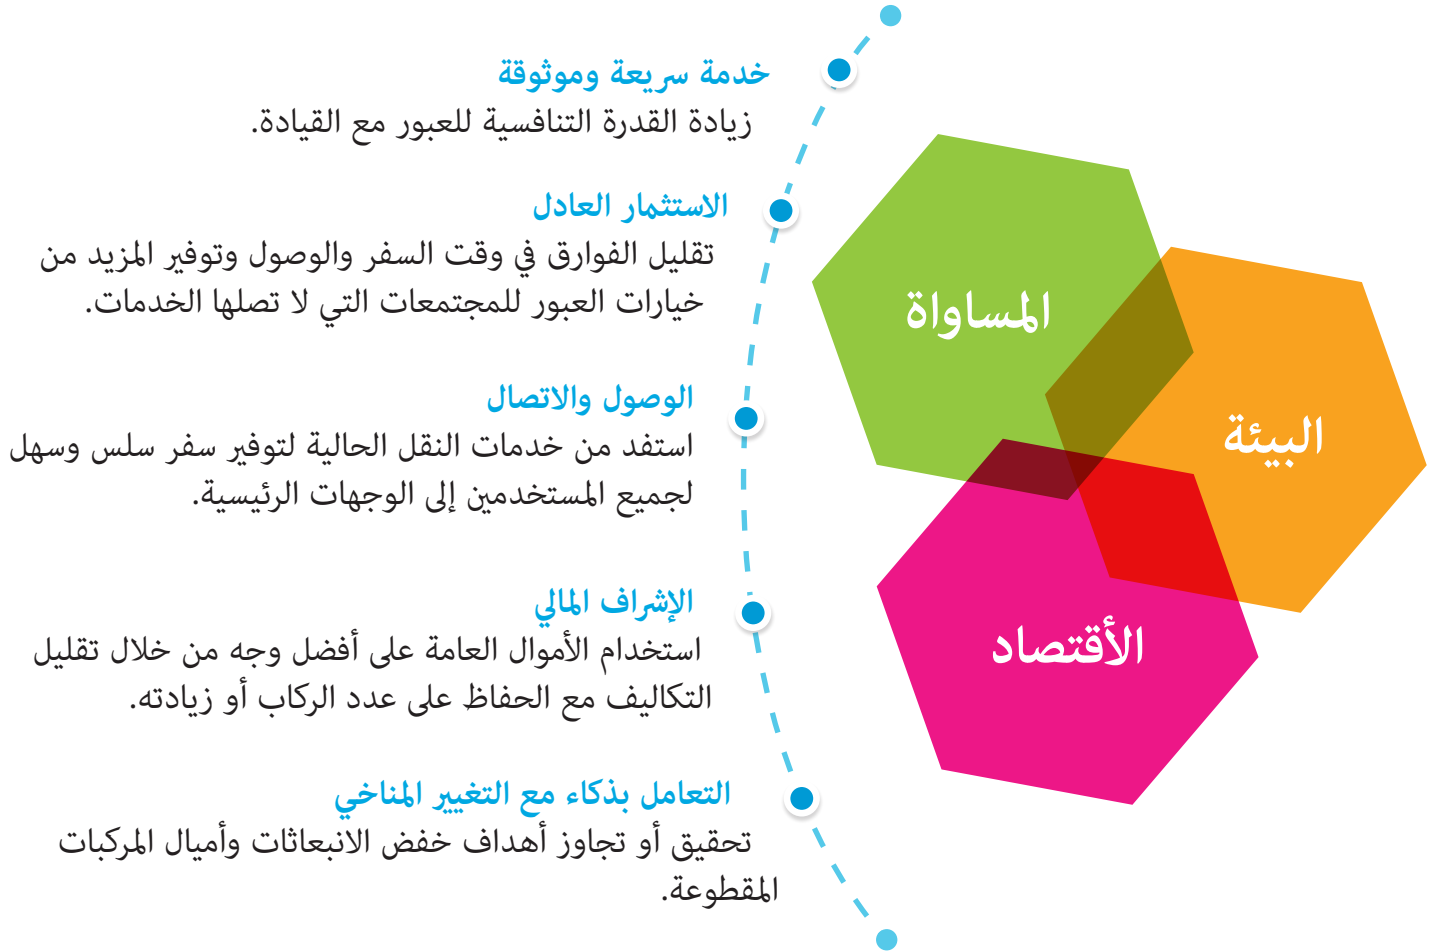 خدمة سريعة وموثوقة
زيادة القدرة التنافسية للعبور مع القيادة.
الاستثمار العادل
تقليل الفوارق في وقت السفر والوصول وتوفير المزيد من
خيارات العبور للمجتمعات التي لا تصلها الخدمات.
الوصول والاتصال
استفد من خدمات النقل الحالية لتوفير سفر سلس وسهل
لجميع المستخدمين إلى الوجهات الرئيسية.
الإشراف المالي
استخدام الأموال العامة على أفضل وجه من خلال تقليل
التكاليف مع الحفاظ على عدد الركاب أو زيادته.
التعامل بذكاء مع التغيير المناخي
تحقيق أو تجاوز أهداف خفض الانبعاثات وأميال المركبات
المقطوعة.
المساواة
البيئة
الأقتصاد